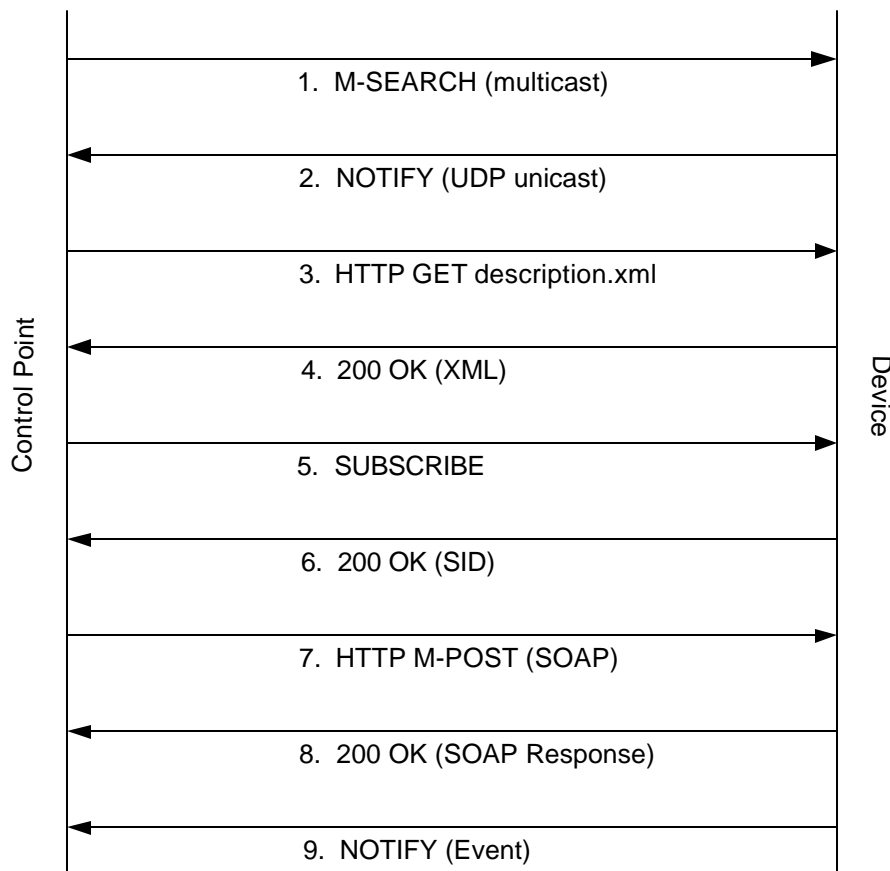 1. M-SEARCH (multicast)
2. NOTIFY (UDP unicast)
3. HTTP GET description.xml
Control Point
4. 200 OK (XML)
Device
5. SUBSCRIBE
6. 200 OK (SID)
7. HTTP M-POST (SOAP)
8. 200 OK (SOAP Response)
9. NOTIFY (Event)